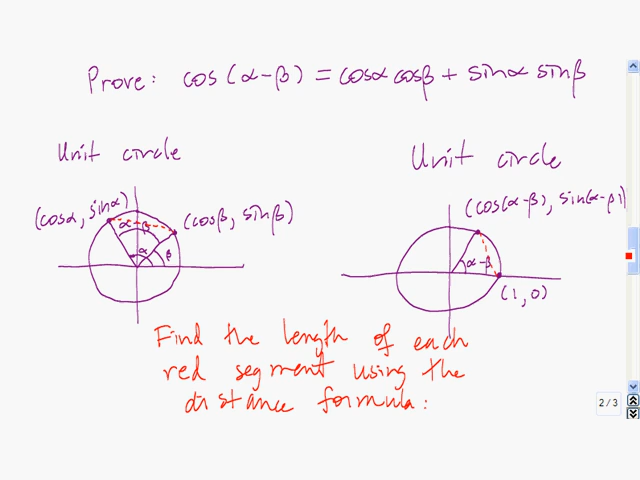 Prove: cos(α-β) = cosα cosβ + sinα sinβ
Unit circle
(cosα, sinα)
(cosβ, sinβ)
α-β
α
β
Unit circle
(cos(α-β), sin(α-β)
α-β
(1,0)
Find the length of each
red segment using the
distance formula:
2/3